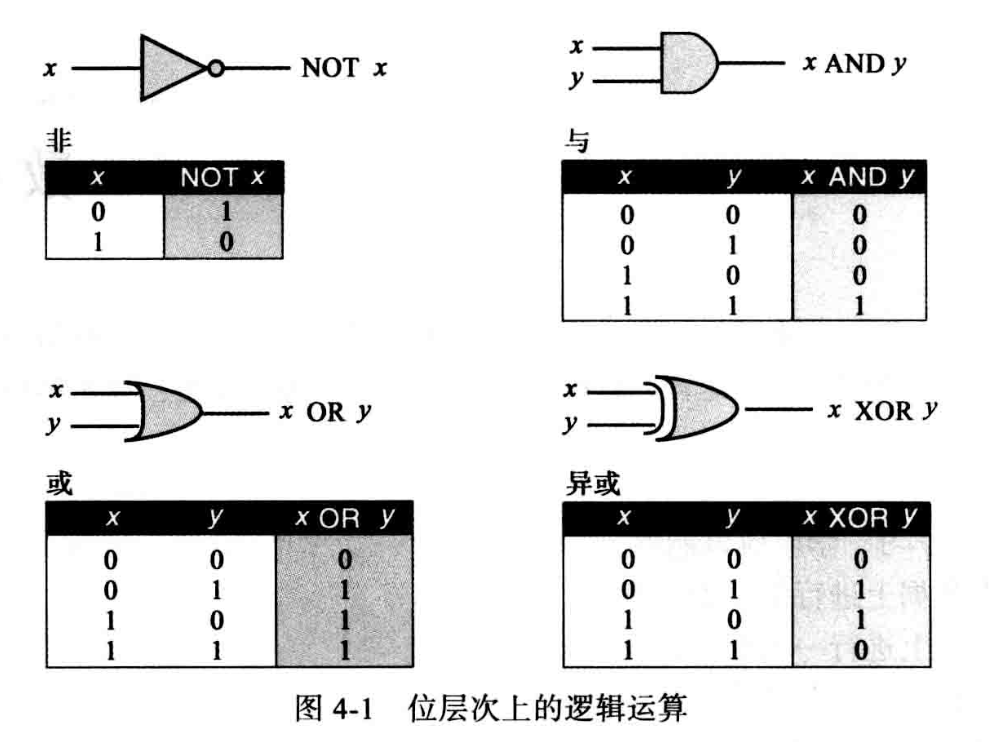 x NOT x
非
x NOT x
0 1
1 0
x
y x AND y
与
x y x AND y
0 0 0
0 1 0
1 0 0
1 1 1
x
y x OR y
或
x y x OR y
0 0 0
0 1 1
1 0 1
1 1 1
x
y x XOR y
异或
x y x XOR y
0 0 0
0 1 1
1 0 1
1 1 0
图 4-1 位层次上的逻辑运算